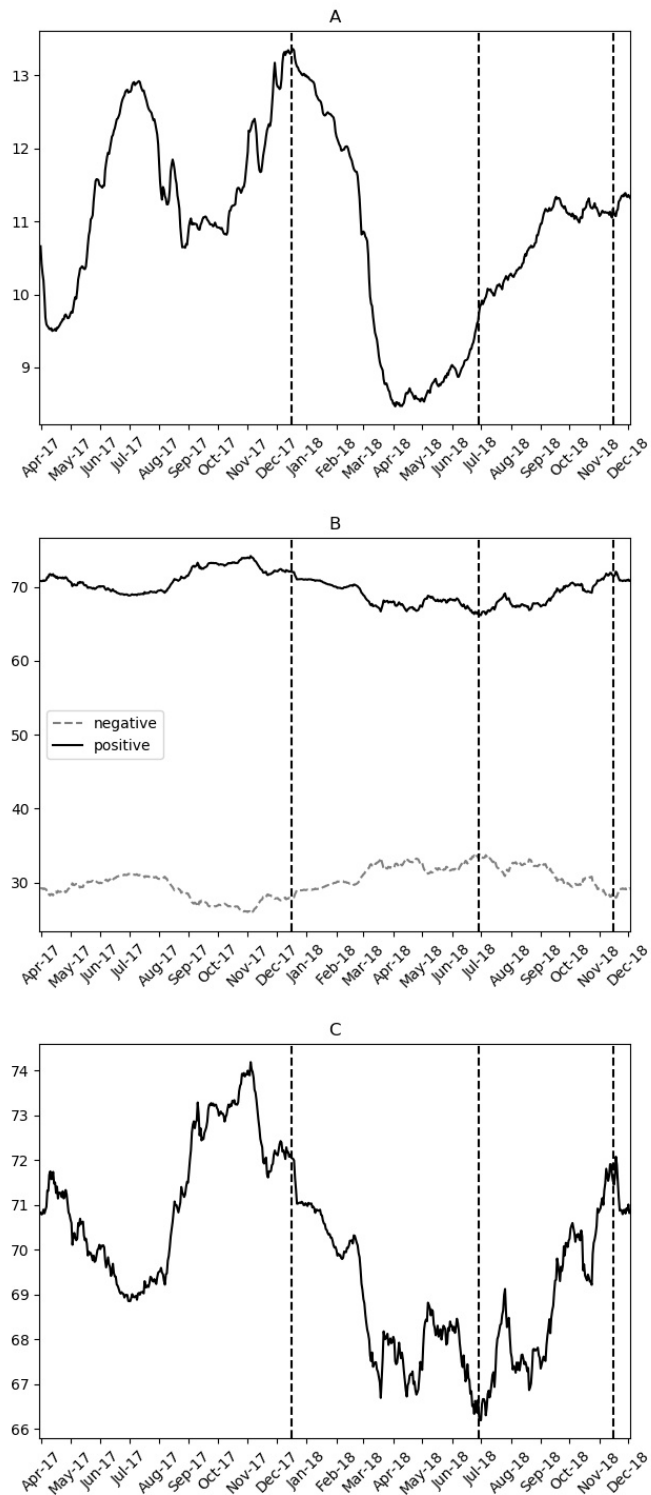 A
13
12
11
10
9
Apr-17 May-17 Jun-17 Jul-17 Aug-17 Sep-17 Oct-17 Nov-17 Dec-17 Jan-18 Feb-18 Mar-18 Apr-18 May-18 Jun-18 Jul-18 Aug-18 Sep-18 Oct-18 Nov-18 Dec-18
B
70
60
50
negative
positive
40
30
Apr-17 May-17 Jun-17 Jul-17 Aug-17 Sep-17 Oct-17 Nov-17 Dec-17 Jan-18 Feb-18 Mar-18 Apr-18 May-18 Jun-18 Jul-18 Aug-18 Sep-18 Oct-18 Nov-18 Dec-18
C
74
73
72
71
70
69
68
67
66
Apr-17 May-17 Jun-17 Jul-17 Aug-17 Sep-17 Oct-17 Nov-17 Dec-17 Jan-18 Feb-18 Mar-18 Apr-18 May-18 Jun-18 Jul-18 Aug-18 Sep-18 Oct-18 Nov-18 Dec-18